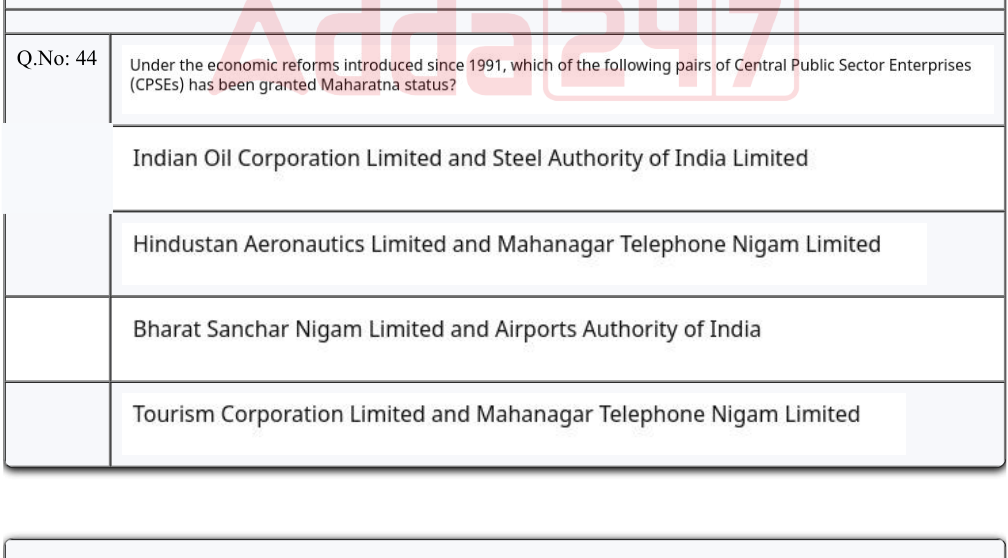 Adda247
Q.No: 44
Under the economic reforms introduced since 1991, which of the following pairs of Central Public Sector Enterprises
(CPSEs) has been granted Maharatna status?
Indian Oil Corporation Limited and Steel Authority of India Limited
Hindustan Aeronautics Limited and Mahanagar Telephone Nigam Limited
Bharat Sanchar Nigam Limited and Airports Authority of India
Tourism Corporation Limited and Mahanagar Telephone Nigam Limited